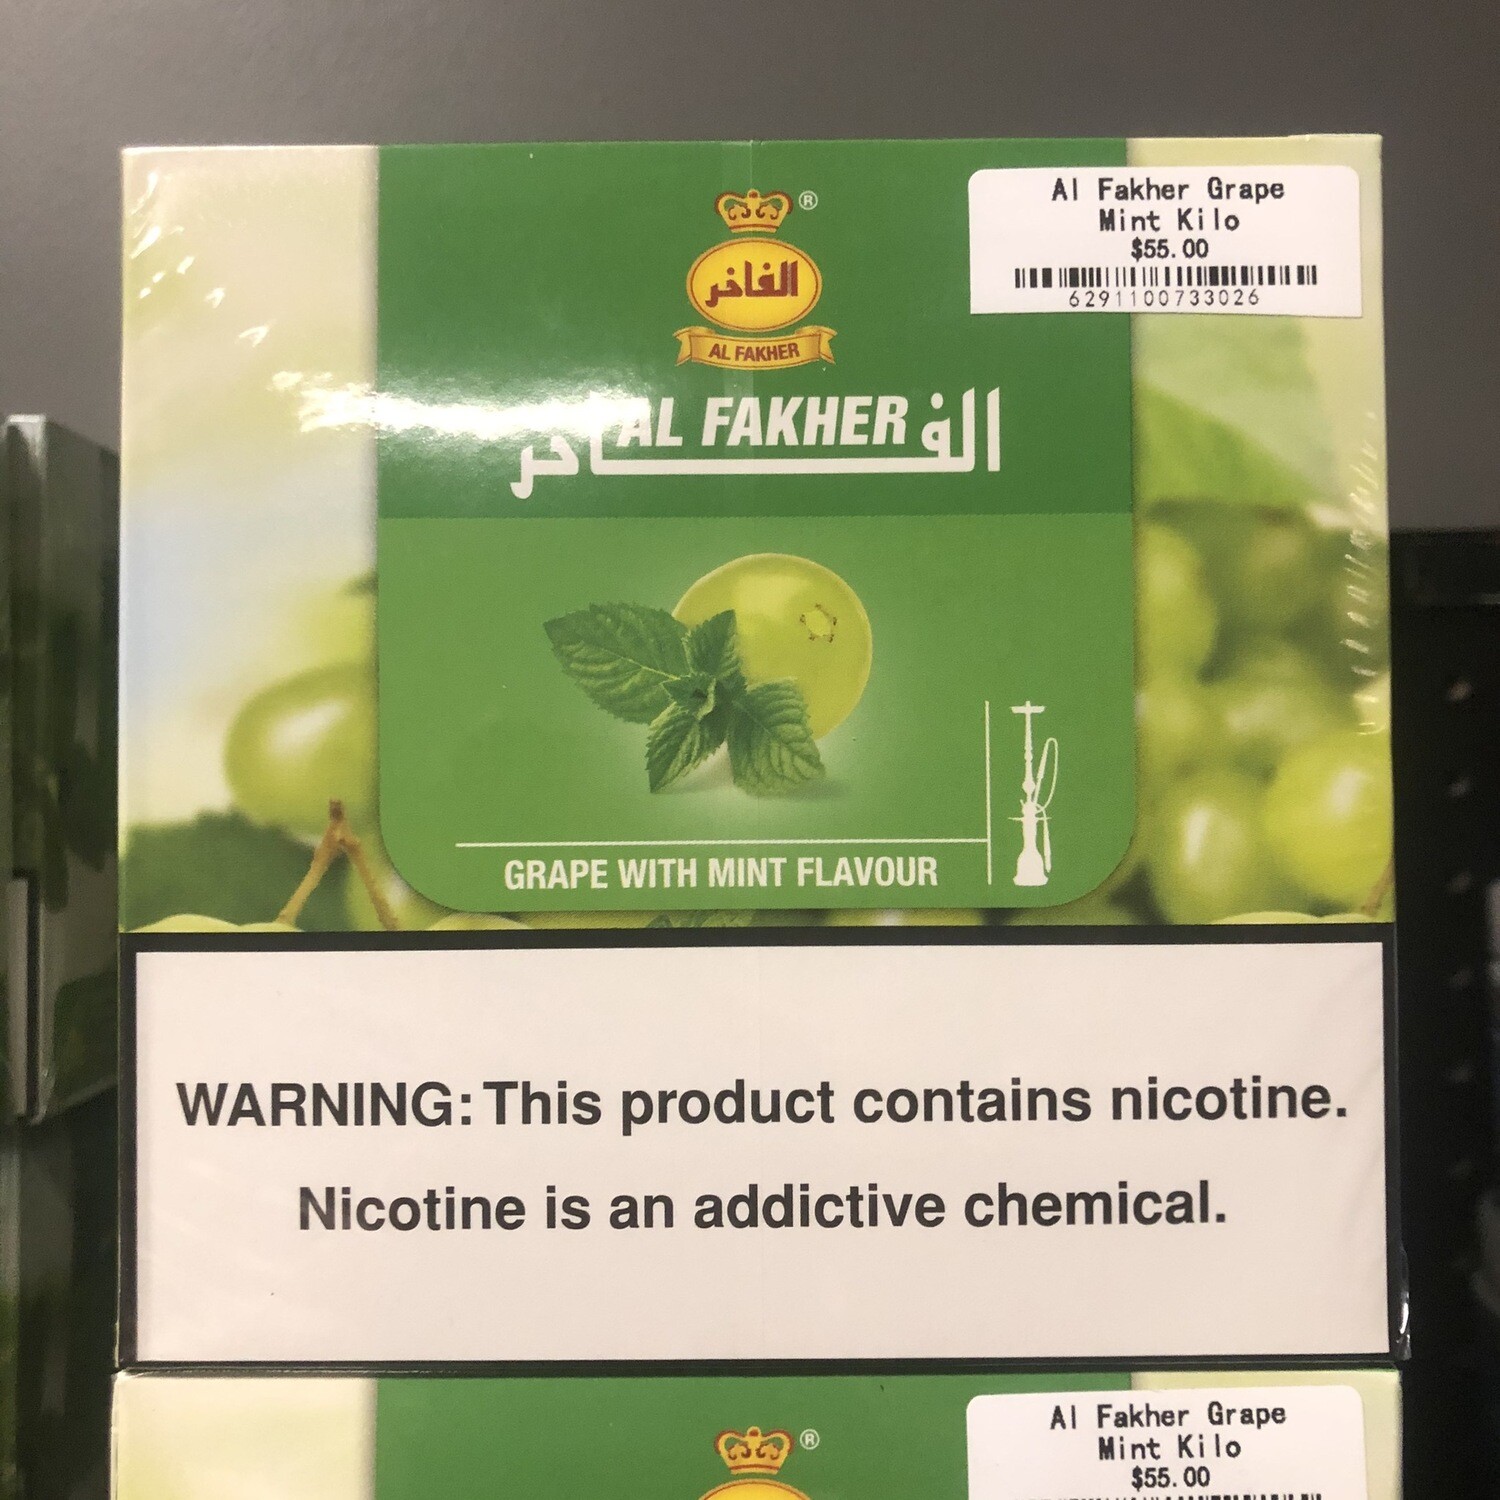 Al Fakher Grape
Mint Kilo
$55.00
6291100733026
®
الفاخر
AL FAKHER
AL FAKHER
الفاخر
GRAPE WITH MINT FLAVOUR
WARNING: This product contains nicotine.
Nicotine is an addictive chemical.
Al Fakher Grape
Mint Kilo
$55.00
®